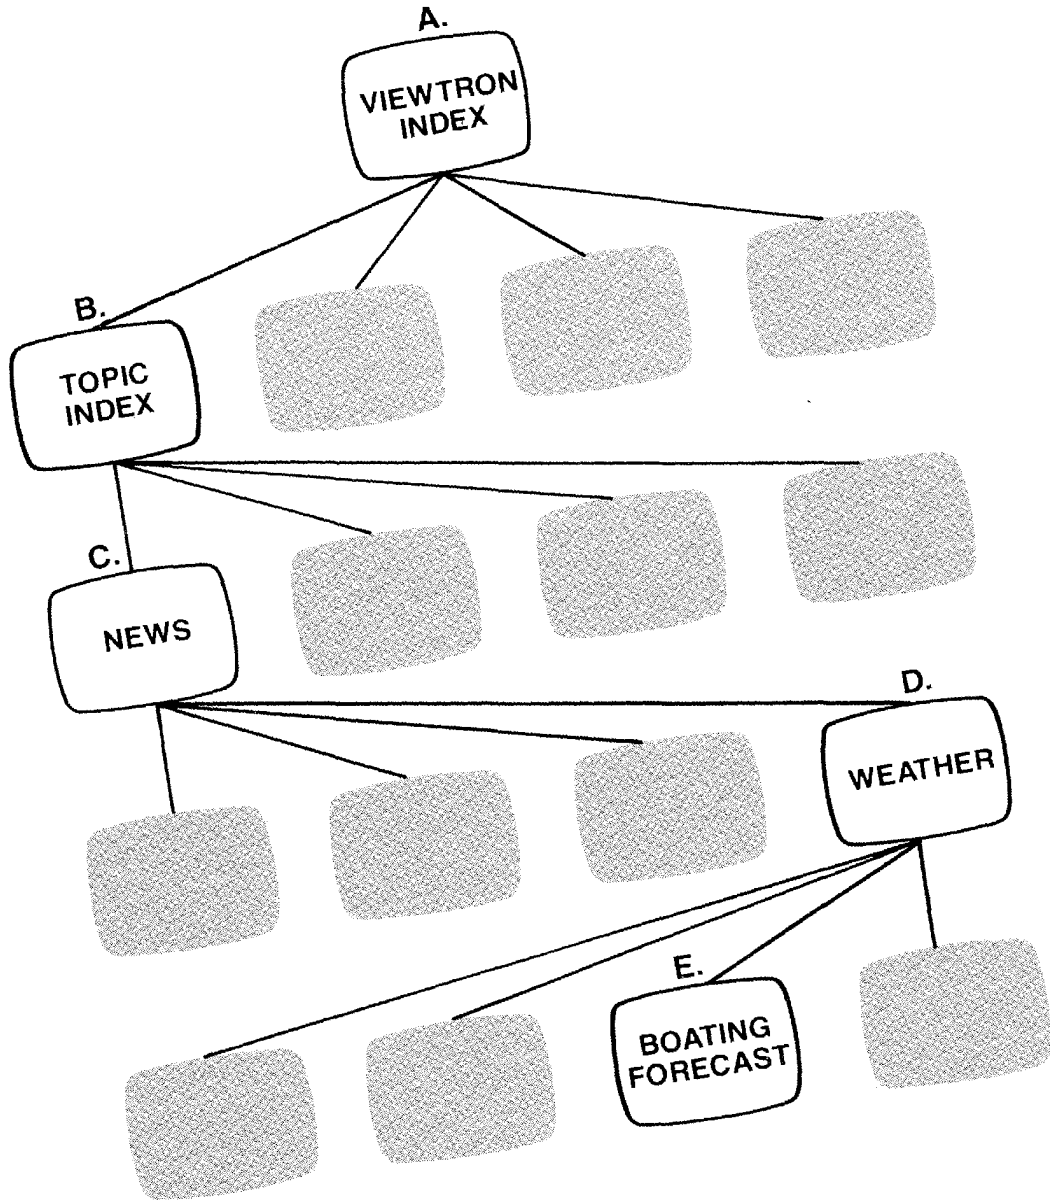 A.
VIEWTRON
INDEX
B.
TOPIC
INDEX
C.
NEWS
D.
WEATHER
E.
BOATING
FORECAST